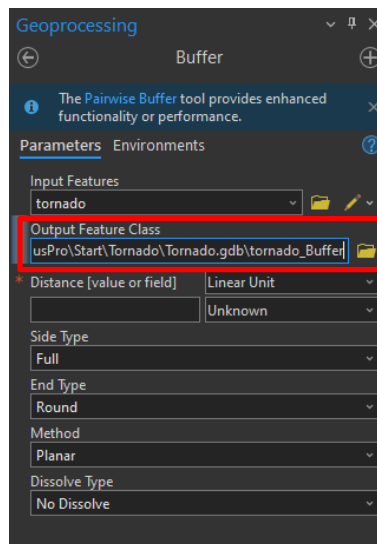 Geoprocessing
Buffer
The Pairwise Buffer tool provides enhanced
functionality or performance.
Parameters Environments
Input Features
tornado
Output Feature Class
usPro\Start\Tornado\Tornado.gdb\tornado_Buffer
* Distance [value or field] Linear Unit
Unknown
Side Type
Full
End Type
Round
Method
Planar
Dissolve Type
No Dissolve